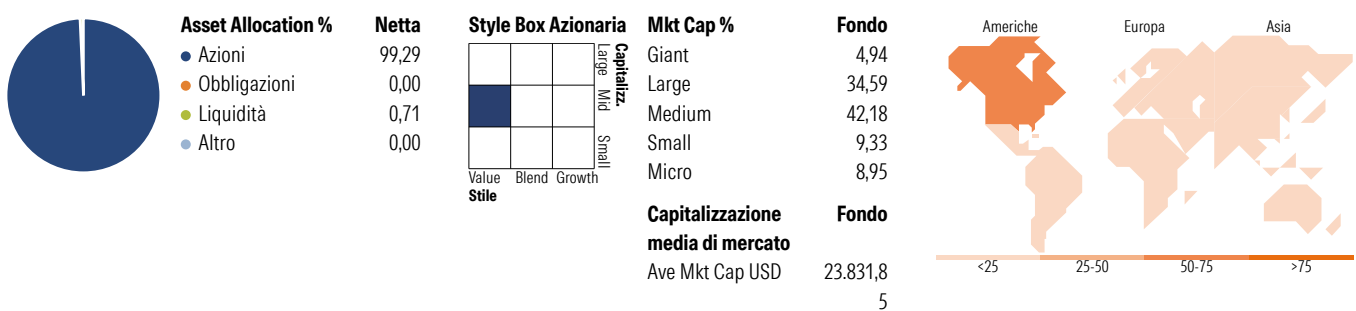 Asset Allocation % Netta
Azioni 99,29
Obbligazioni 0,00
Liquidità 0,71
Altro 0,00
Style Box Azionaria
Capitalizz.
Large
Mid
Small
Value Blend Growth
Stile
Mkt Cap % Fondo
Giant 4,94
Large 34,59
Medium 42,18
Small 9,33
Micro 8,95
Capitalizzazione Fondo
media di mercato
Ave Mkt Cap USD 23.831,8
5
Americhe Europa Asia
<25 25-50 50-75 >75